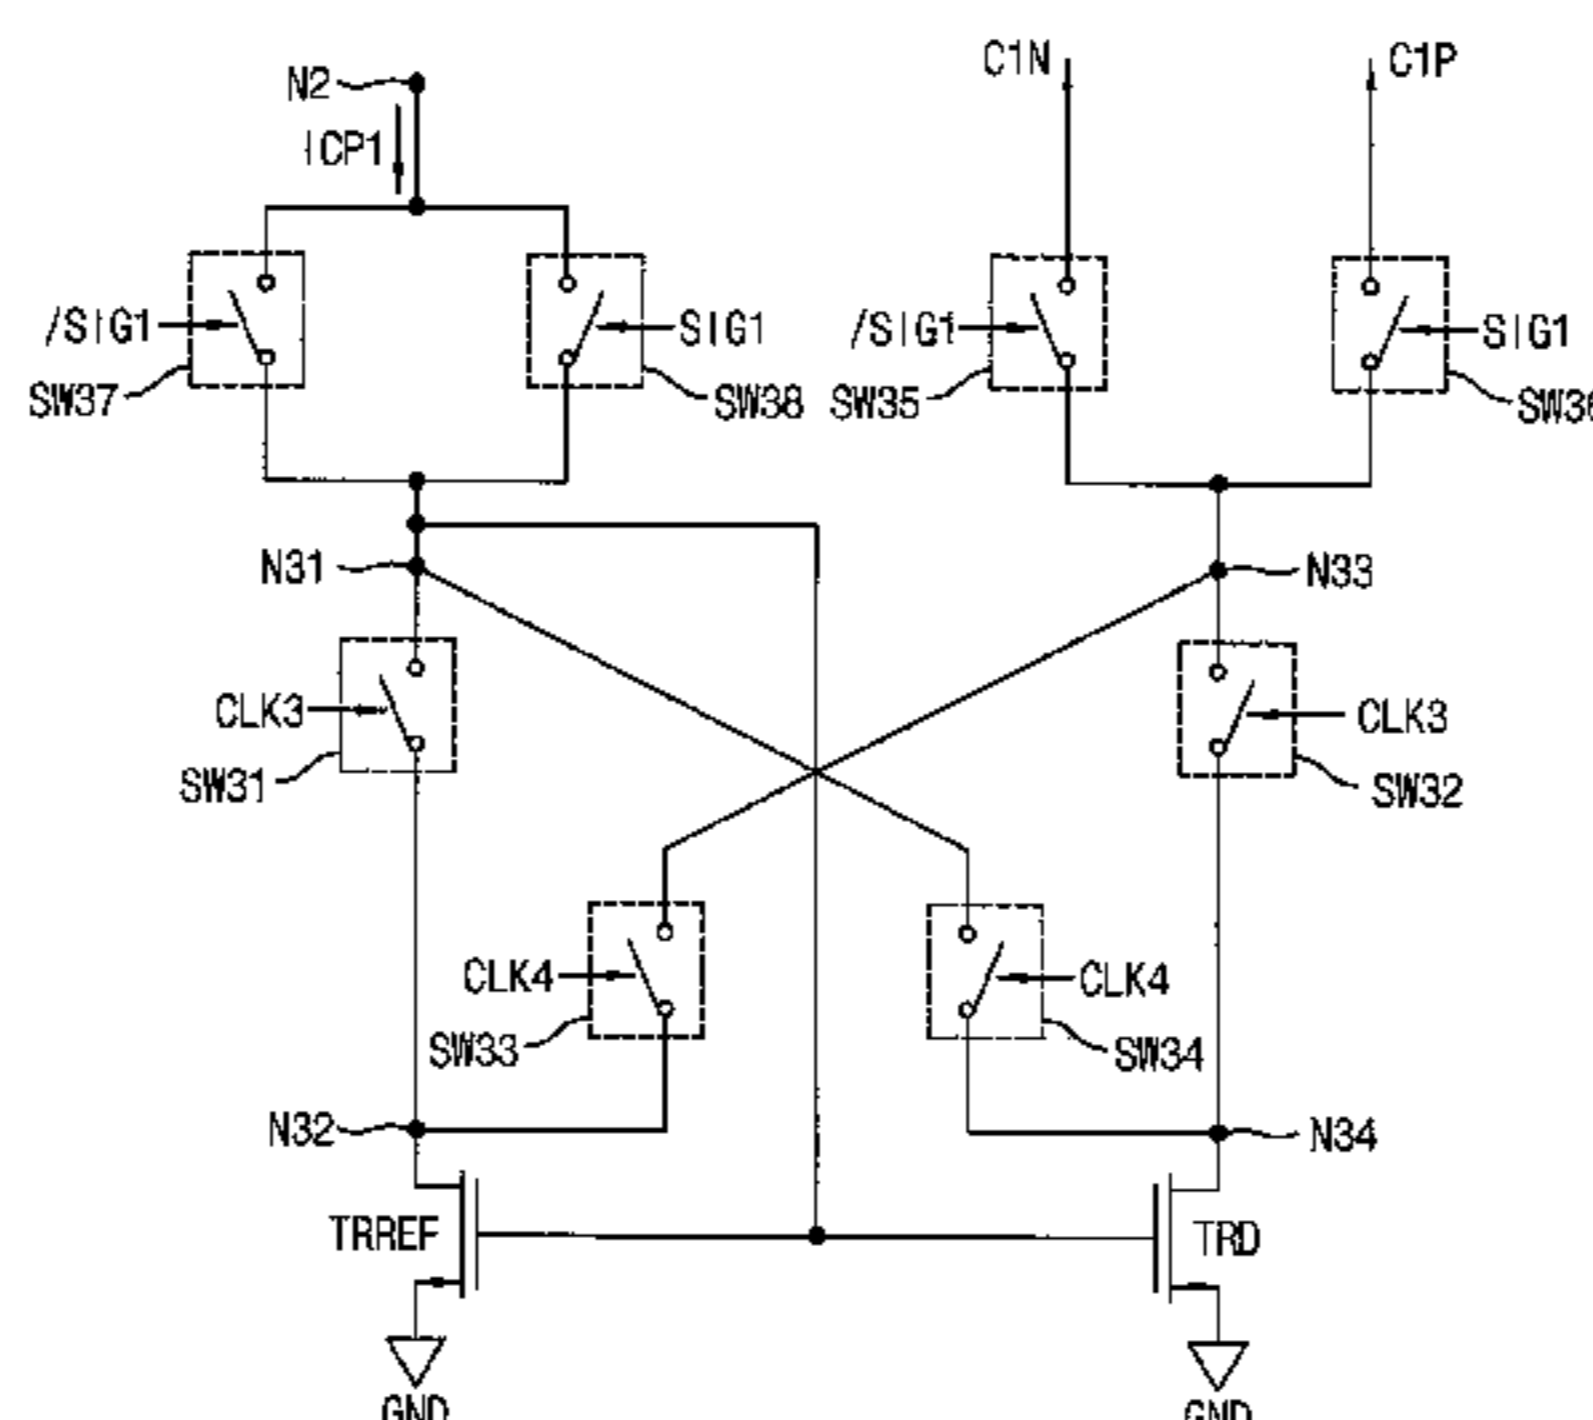 N2
C1N
C1P
ICP1
/SIG1
SIG1
/SIG1
SIG1
SW37
SW38
SW35
SW36
N31
N33
CLK3
CLK3
SW31
SW32
CLK4
CLK4
SW33
SW34
N32
N34
TRREF
TRD
GND
GND